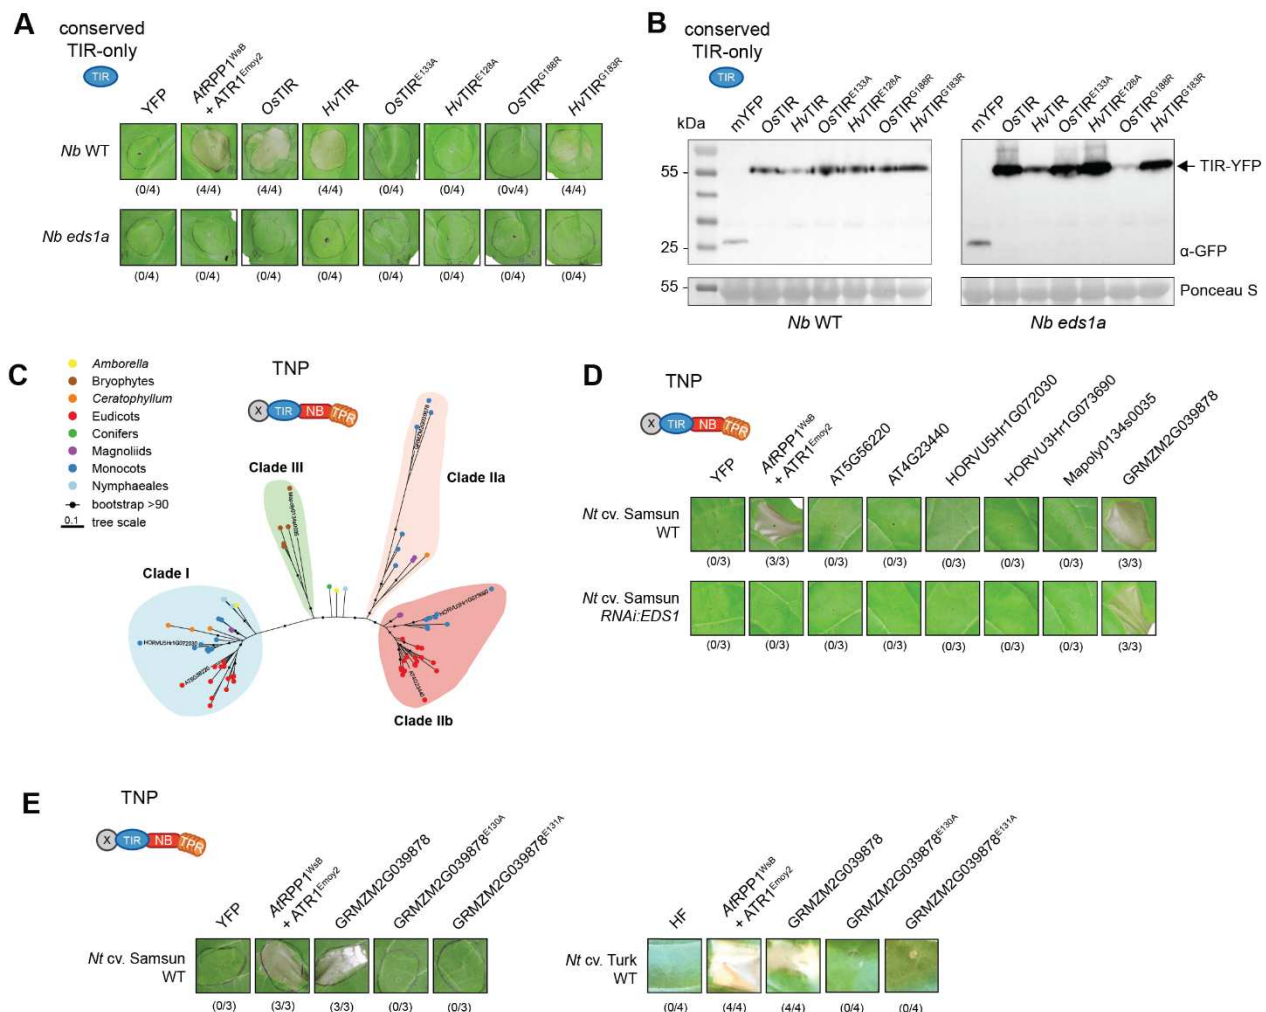 A
conserved
TIR-only
TIR
YFP
AtRPP1WsB
+ ATR1Emoy2
OsTIR
HvTIR
OsTIRE133A
HvTIRE128A
OsTIRG188R
HvTIRG183R
Nb WT
(0/4) (4/4) (4/4) (4/4) (0/4) (0/4) (0v/4) (4/4)
Nb eds1a
(0/4) (0/4) (0/4) (0/4) (0/4) (0/4) (0/4) (0/4)
B
conserved
TIR-only
TIR
kDa
mYFP
OsTIR
HvTIR
OsTIRE133A
HvTIRE128A
OsTIRG188R
HvTIRG183R
mYFP
OsTIR
HvTIR
OsTIRE133A
HvTIRE128A
OsTIRG188R
HvTIRG183R
55
TIR-YFP
25
α-GFP
55
Ponceau S
Nb WT
Nb eds1a
C
Amborella
Bryophytes
Ceratophyllum
Eudicots
Conifers
Magnoliids
Monocots
Nymphaeales
bootstrap >90
0.1 tree scale
TNP
X TIR NB TPR
Clade III
Clade IIa
Clade I
Clade IIb
Mapoly0134s0035
HORVU5Hr1G072030
HORVU3Hr1G073690
AT5G56220
AT4G23440
D
TNP
X TIR NB TPR
YFP
AtRPP1WsB
+ ATR1Emoy2
AT5G56220
AT4G23440
HORVU5Hr1G072030
HORVU3Hr1G073690
Mapoly0134s0035
GRMZM2G039878
Nt cv. Samsun
WT
(0/3) (3/3) (0/3) (0/3) (0/3) (0/3) (0/3) (3/3)
Nt cv. Samsun
RNAi:EDS1
(0/3) (0/3) (0/3) (0/3) (0/3) (0/3) (0/3) (3/3)
E
TNP
X TIR NB TPR
YFP
AtRPP1WsB
+ ATR1Emoy2
GRMZM2G039878
GRMZM2G039878E130A
GRMZM2G039878E131A
Nt cv. Samsun
WT
(0/3) (3/3) (3/3) (0/3) (0/3)
HF
AtRPP1WsB
+ ATR1Emoy2
GRMZM2G039878
GRMZM2G039878E130A
GRMZM2G039878E131A
Nt cv. Turk
WT
(0/4) (4/4) (4/4) (0/4) (0/4)